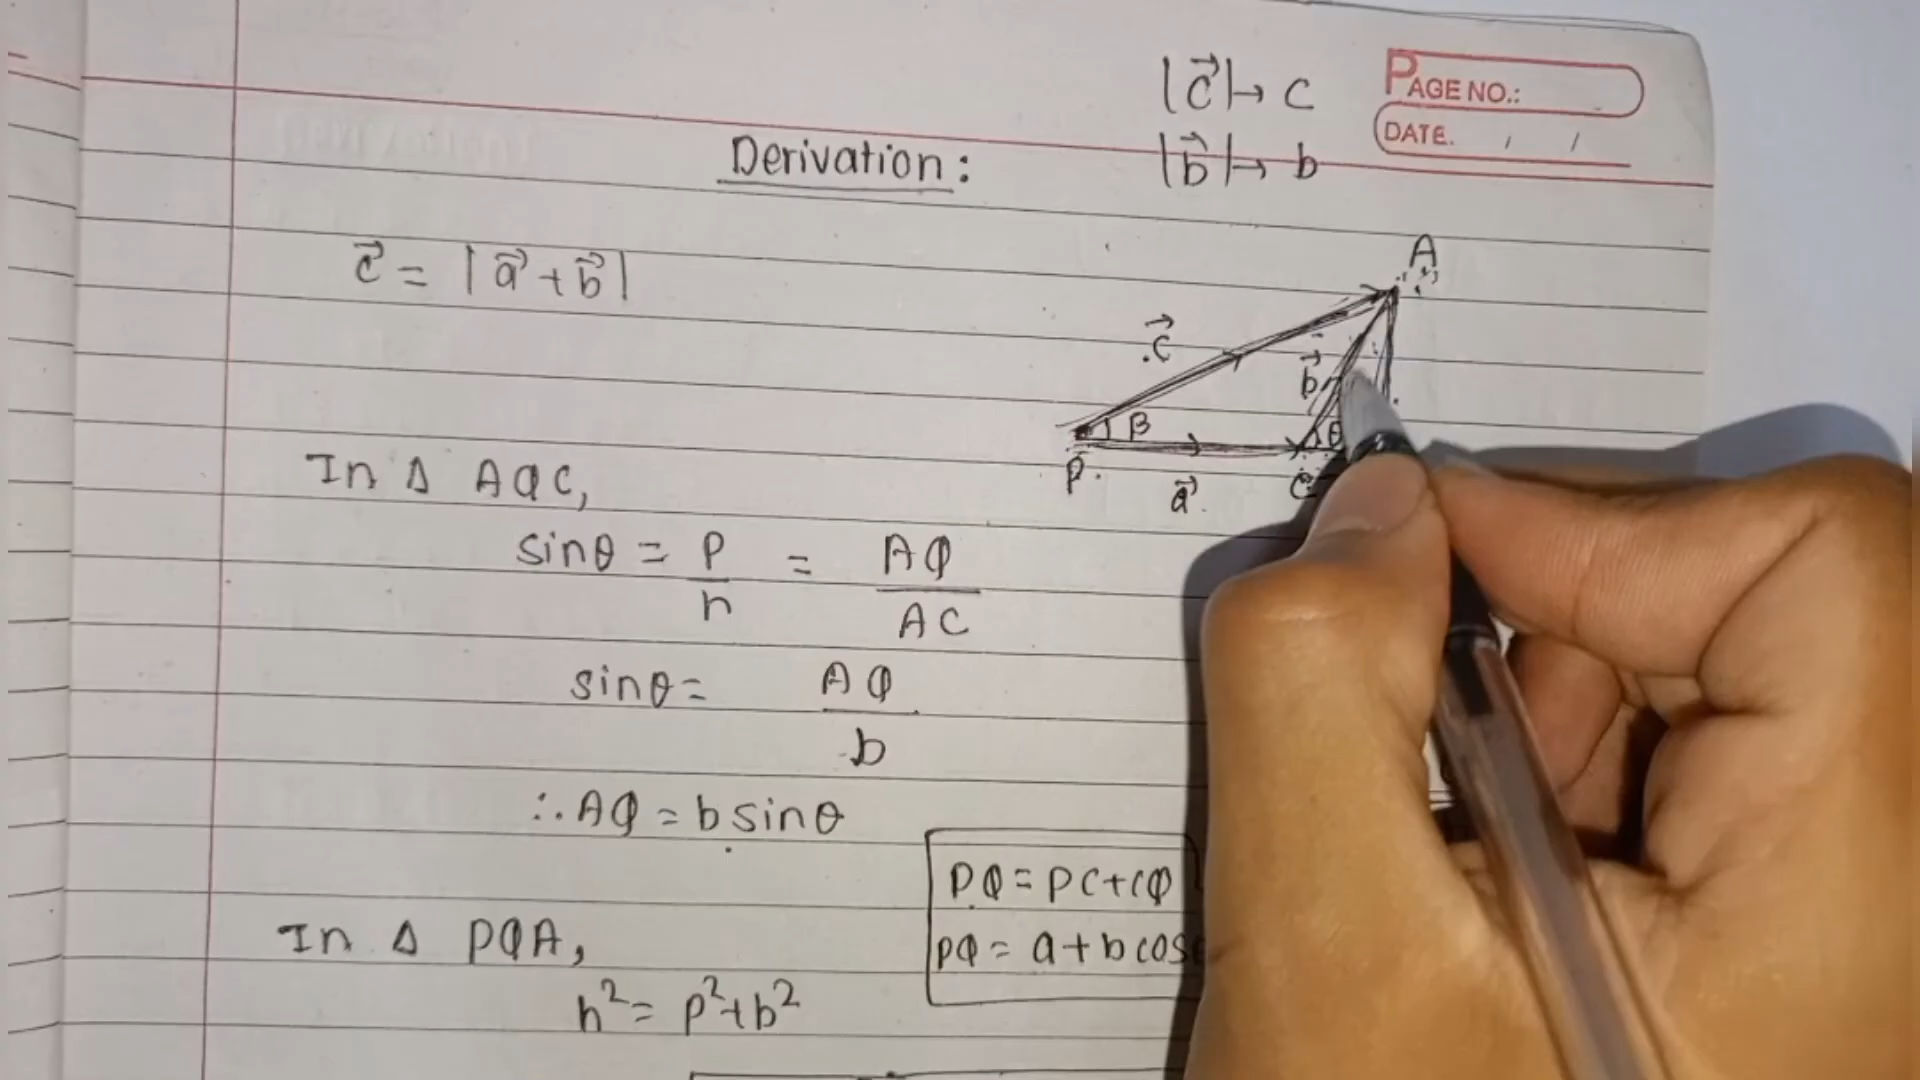 |c⃗|→ c
PAGE NO.:
DATE. / /
|b⃗|→ b
Derivation:
c⃗ = |a⃗+b⃗|
A
c⃗
b⃗
B
θ
P.
a⃗.
C
In Δ AQC,
sinθ = P/h = AQ/AC
sinθ= AQ/b
∴AQ = b sinθ
PQ = PC+CQ
PQ = a+b cos
In Δ PQA,
h²= p²+b²